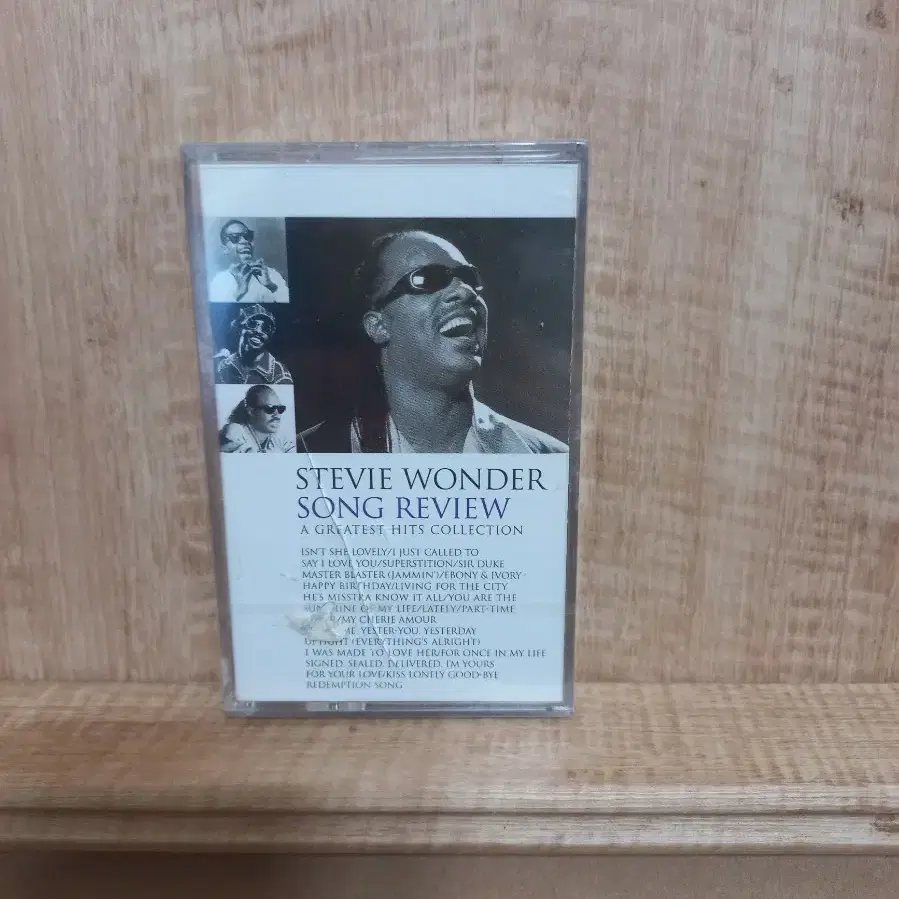 STEVIE WONDER
SONG REVIEW
A GREATEST HITS COLLECTION
ISN'T SHE LOVELY/I JUST CALLED TO
SAY I LOVE YOU/SUPERSTITION/SIR DUKE
MASTER BLASTER (JAMMIN')/EBONY & IVORY
HAPPY BIRTHDAY/LIVING FOR THE CITY
HE'S MISSTRA KNOW IT ALL/YOU ARE THE
SUNSHINE OF MY LIFE/LATELY/PART-TIME
/MY CHERIE AMOUR
YESTER-YOU, YESTERDAY
UPTIGHT (EVERYTHING'S ALRIGHT)
I WAS MADE TO LOVE HER/FOR ONCE IN MY LIFE
SIGNED, SEALED, DELIVERED, I'M YOURS
FOR YOUR LOVE/KISS LONELY GOOD-BYE
REDEMPTION SONG